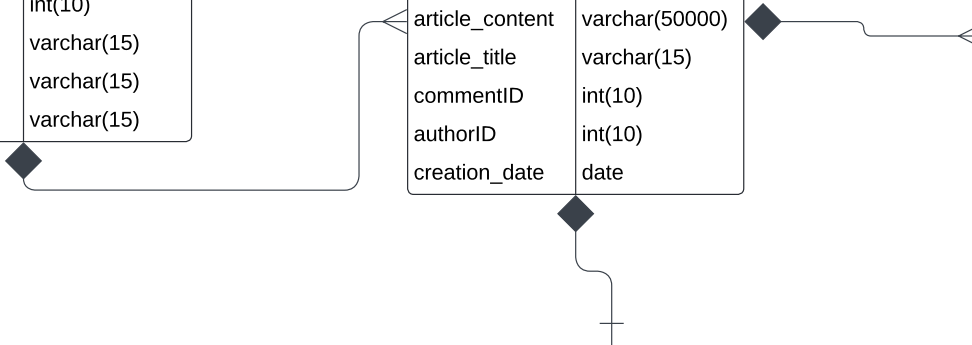 int(10)
varchar(15)
varchar(15)
varchar(15)
article_content varchar(50000)
article_title varchar(15)
commentID int(10)
authorID int(10)
creation_date date